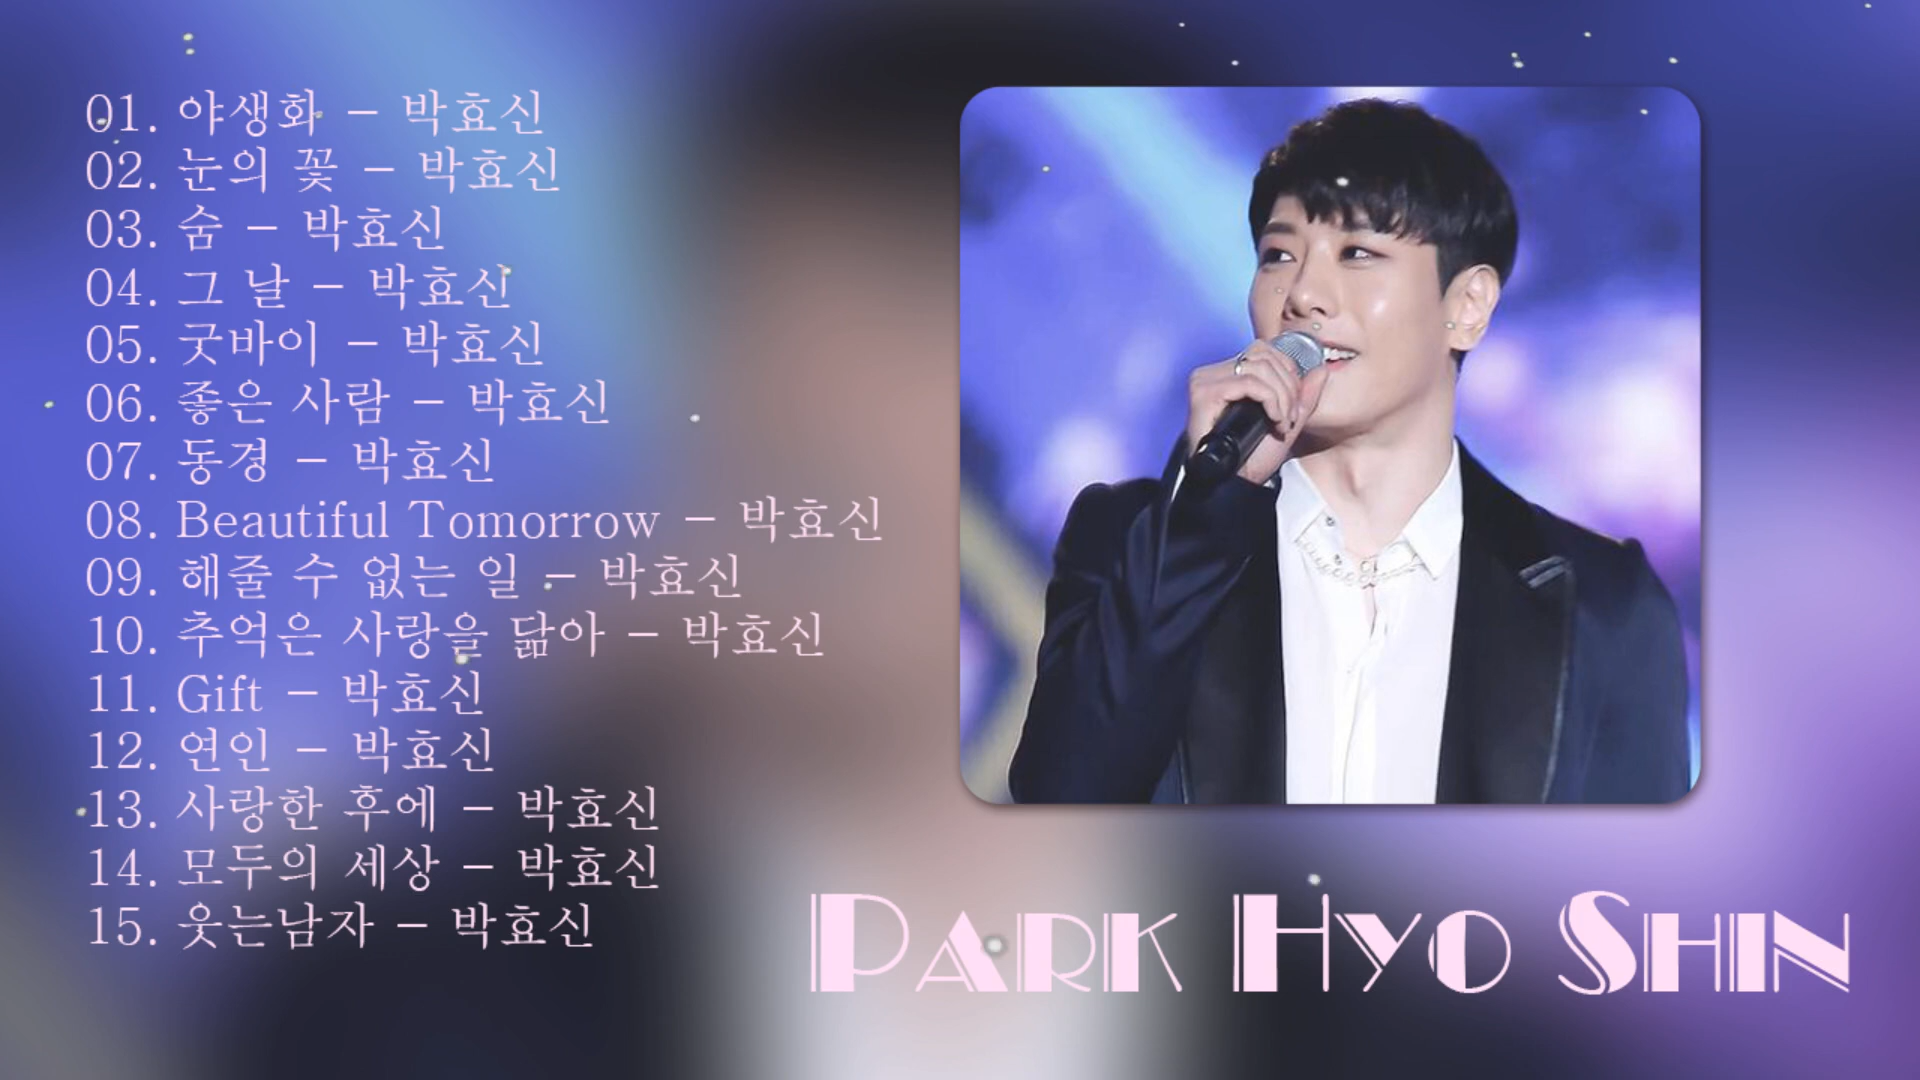 01. 야생화 – 박효신
02. 눈의 꽃 – 박효신
03. 숨 – 박효신
04. 그 날 – 박효신
05. 굿바이 – 박효신
06. 좋은 사람 – 박효신
07. 동경 – 박효신
08. Beautiful Tomorrow – 박효신
09. 해줄 수 없는 일 – 박효신
10. 추억은 사랑을 닮아 – 박효신
11. Gift – 박효신
12. 연인 – 박효신
13. 사랑한 후에 – 박효신
14. 모두의 세상 – 박효신
15. 웃는남자 – 박효신
PARK HYO SHIN